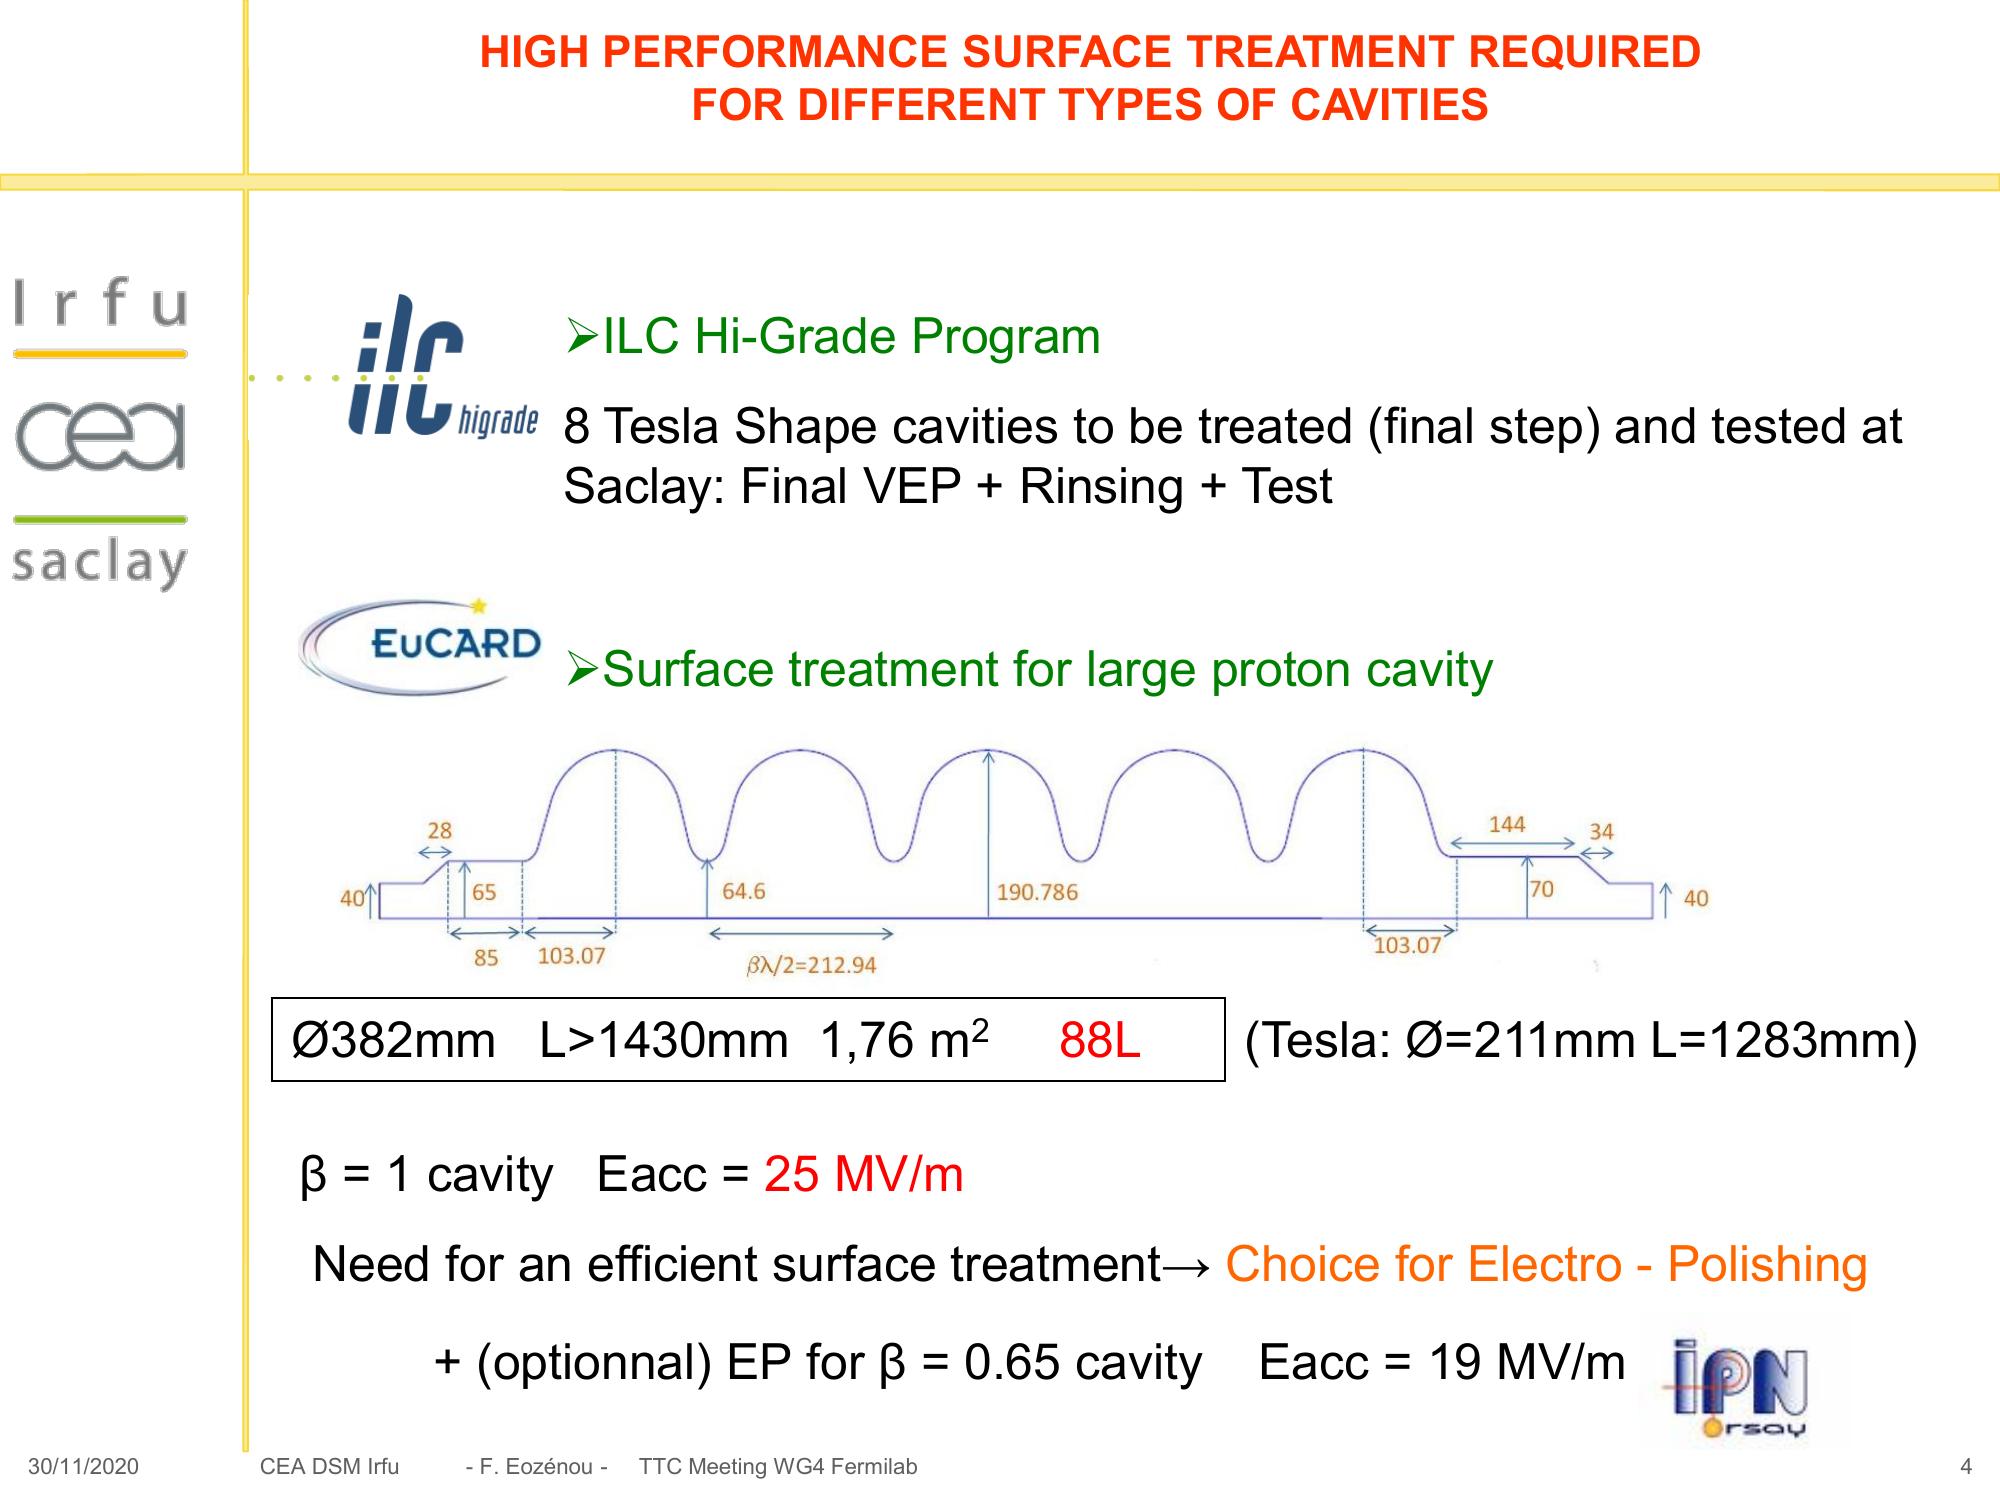 HIGH PERFORMANCE SURFACE TREATMENT REQUIRED
FOR DIFFERENT TYPES OF CAVITIES
Irfu
cea
saclay
ilc
higrade
➢ILC Hi-Grade Program
8 Tesla Shape cavities to be treated (final step) and tested at
Saclay: Final VEP + Rinsing + Test
EuCARD
➢Surface treatment for large proton cavity
28
144
34
40
65
64.6
190.786
70
40
85
103.07
βλ/2=212.94
103.07
Ø382mm L>1430mm 1,76 m² 88L
(Tesla: Ø=211mm L=1283mm)
β = 1 cavity Eacc = 25 MV/m
Need for an efficient surface treatment→ Choice for Electro - Polishing
+ (optionnal) EP for β = 0.65 cavity Eacc = 19 MV/m
iPN
Orsay
30/11/2020
CEA DSM Irfu - F. Eozénou - TTC Meeting WG4 Fermilab
4